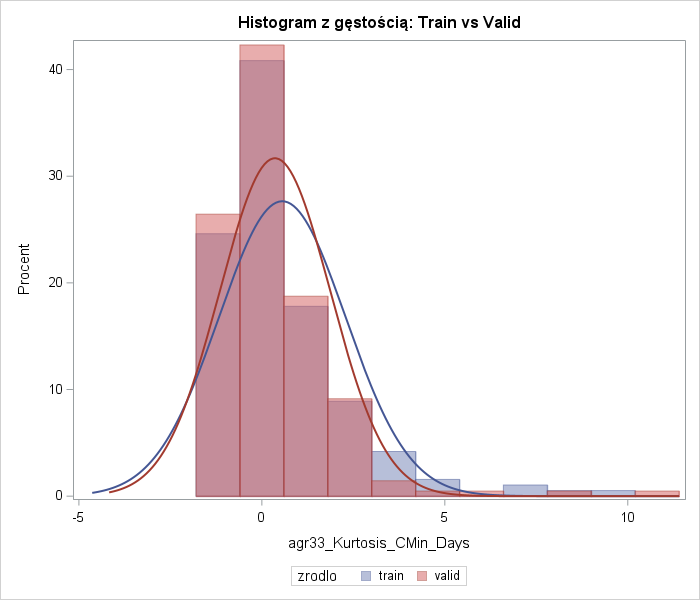 Histogram z gęstością: Train vs Valid
40
30
20
10
0
Procent
-5
0
5
10
agr33_Kurtosis_CMin_Days
zrodlo train valid